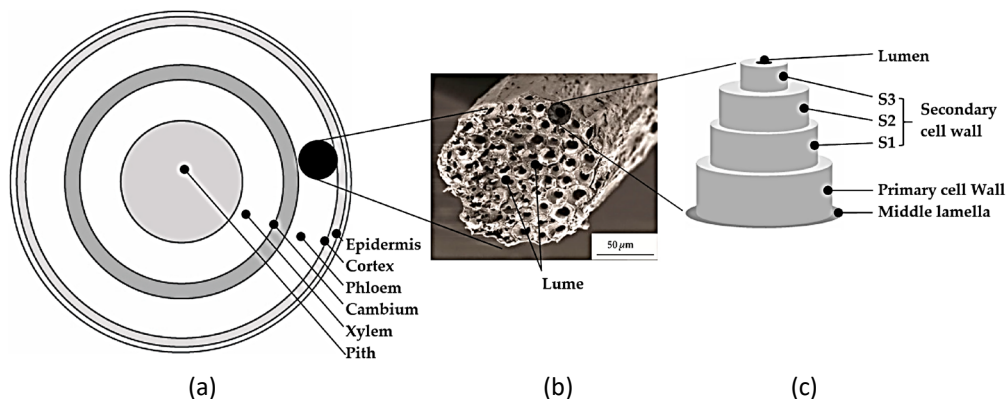 Epidermis
Cortex
Phloem
Cambium
Xylem
Pith
(a)
50 μm
Lume
(b)
Lumen
S3
S2
S1
Secondary
cell wall
Primary cell Wall
Middle lamella
(c)